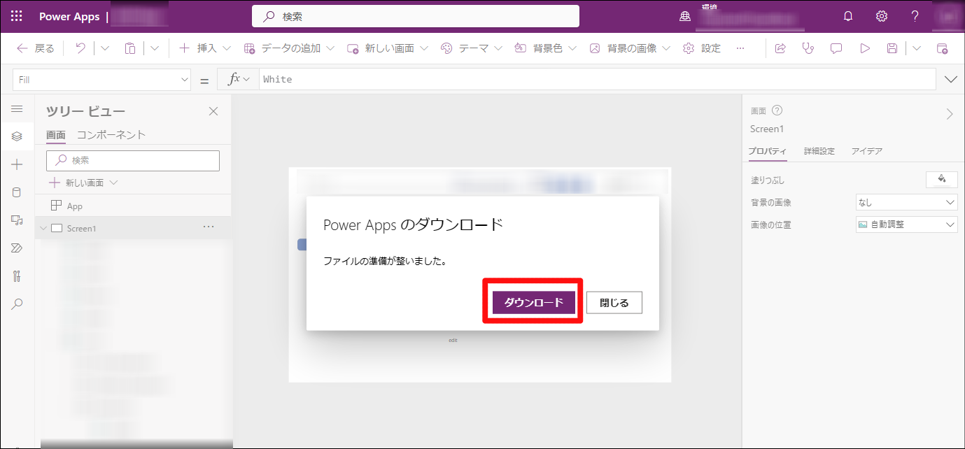 Power Apps |
検索
環境
戻る
挿入
データの追加
新しい画面
テーマ
背景色
背景の画像
設定
Fill
=
fx
White
ツリー ビュー
画面
コンポーネント
検索
新しい画面
App
Screen1
画面
Screen1
プロパティ
詳細設定
アイデア
塗りつぶし
背景の画像
なし
画像の位置
自動調整
Power Apps のダウンロード
ファイルの準備が整いました。
ダウンロード
閉じる